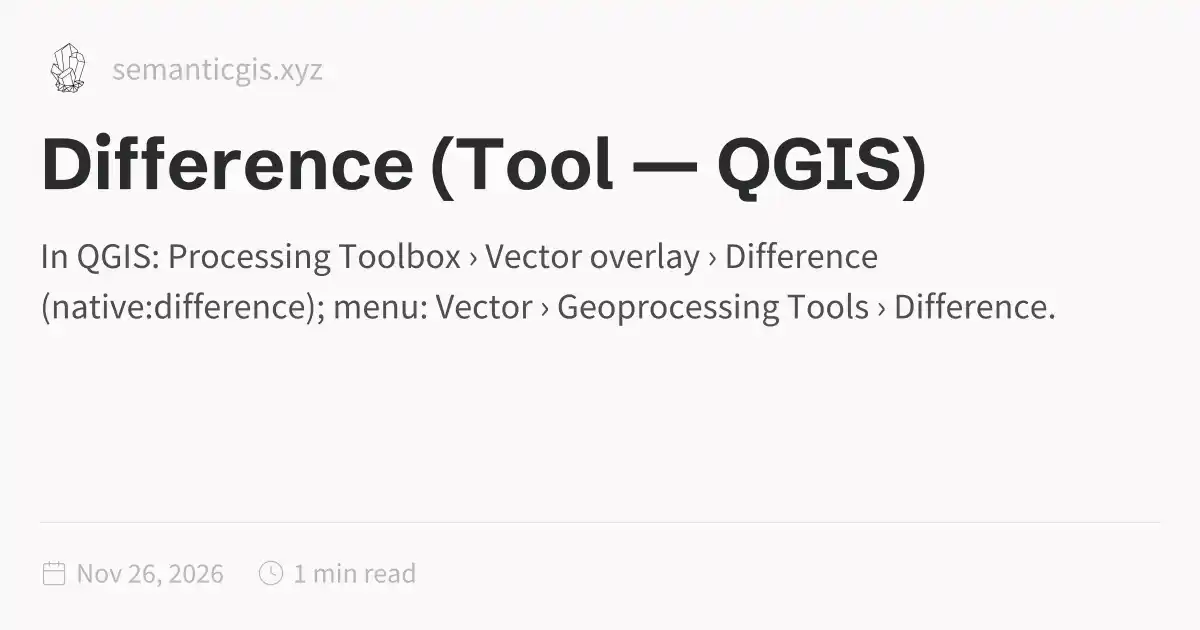 semanticgis.xyz
Difference (Tool — QGIS)
In QGIS: Processing Toolbox › Vector overlay › Difference
(native:difference); menu: Vector › Geoprocessing Tools › Difference.
Nov 26, 2026 1 min read